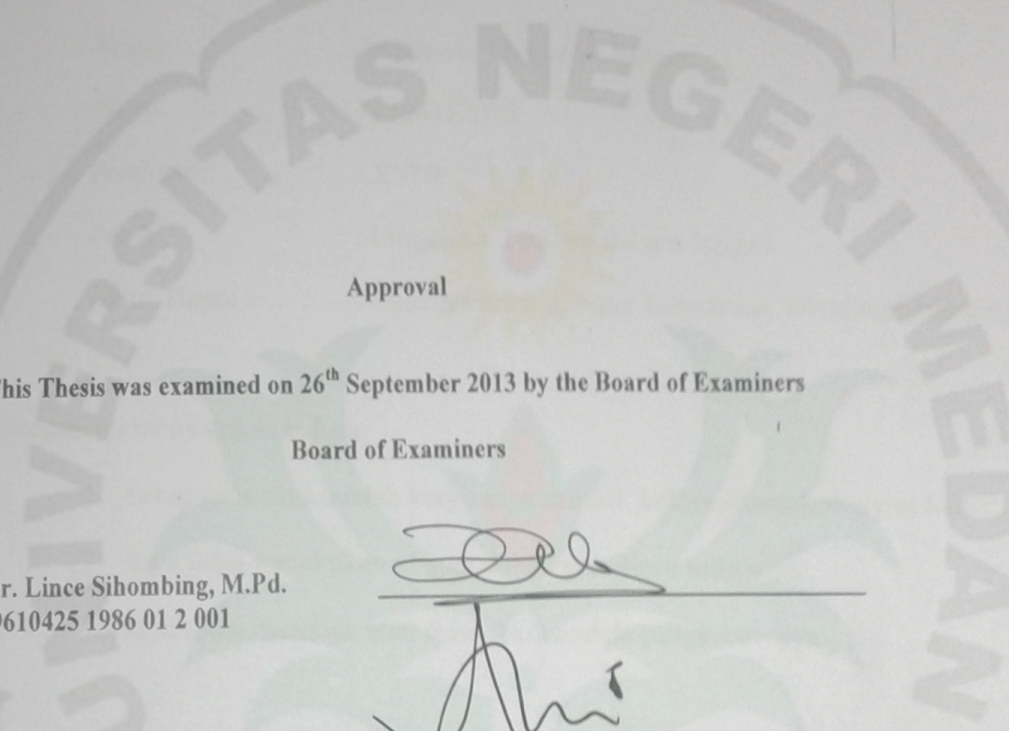 UNIVERSITAS NEGERI MEDAN
Approval
his Thesis was examined on 26th September 2013 by the Board of Examiners
Board of Examiners
r. Lince Sihombing, M.Pd.
610425 1986 01 2 001